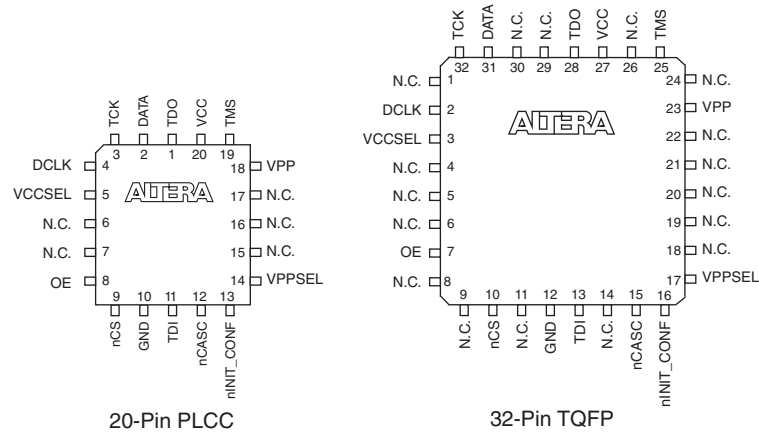 TCK DATA TDO VCC TMS
3 2 1 20 19
DCLK 4 18 VPP
VCCSEL 5 ALTERA 17 N.C.
N.C. 6 16 N.C.
N.C. 7 15 N.C.
OE 8 14 VPPSEL
9 10 11 12 13
nCS GND TDI nCASC nINIT_CONF
20-Pin PLCC
TCK DATA N.C. N.C. TDO VCC N.C. TMS
32 31 30 29 28 27 26 25
N.C. 1 24 N.C.
DCLK 2 23 VPP
VCCSEL 3 ALTERA 22 N.C.
N.C. 4 21 N.C.
N.C. 5 20 N.C.
N.C. 6 19 N.C.
OE 7 18 N.C.
N.C. 8 17 VPPSEL
9 10 11 12 13 14 15 16
N.C. nCS N.C. GND TDI N.C. nCASC nINIT_CONF
32-Pin TQFP